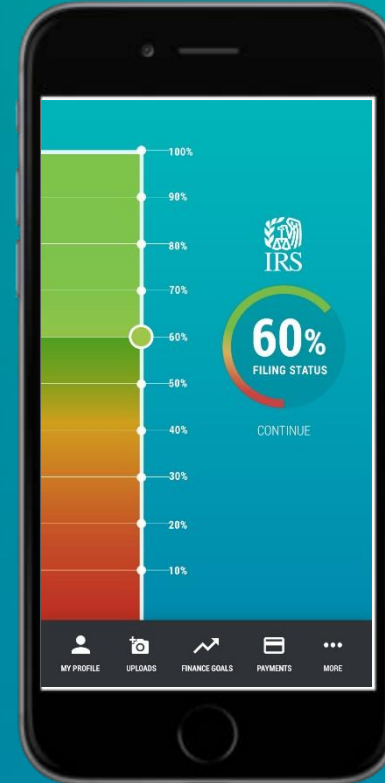 100%
90%
80%
70%
60%
50%
40%
30%
20%
10%
IRS
60%
FILING STATUS
CONTINUE
MY PROFILE
UPLOADS
FINANCE GOALS
PAYMENTS
MORE